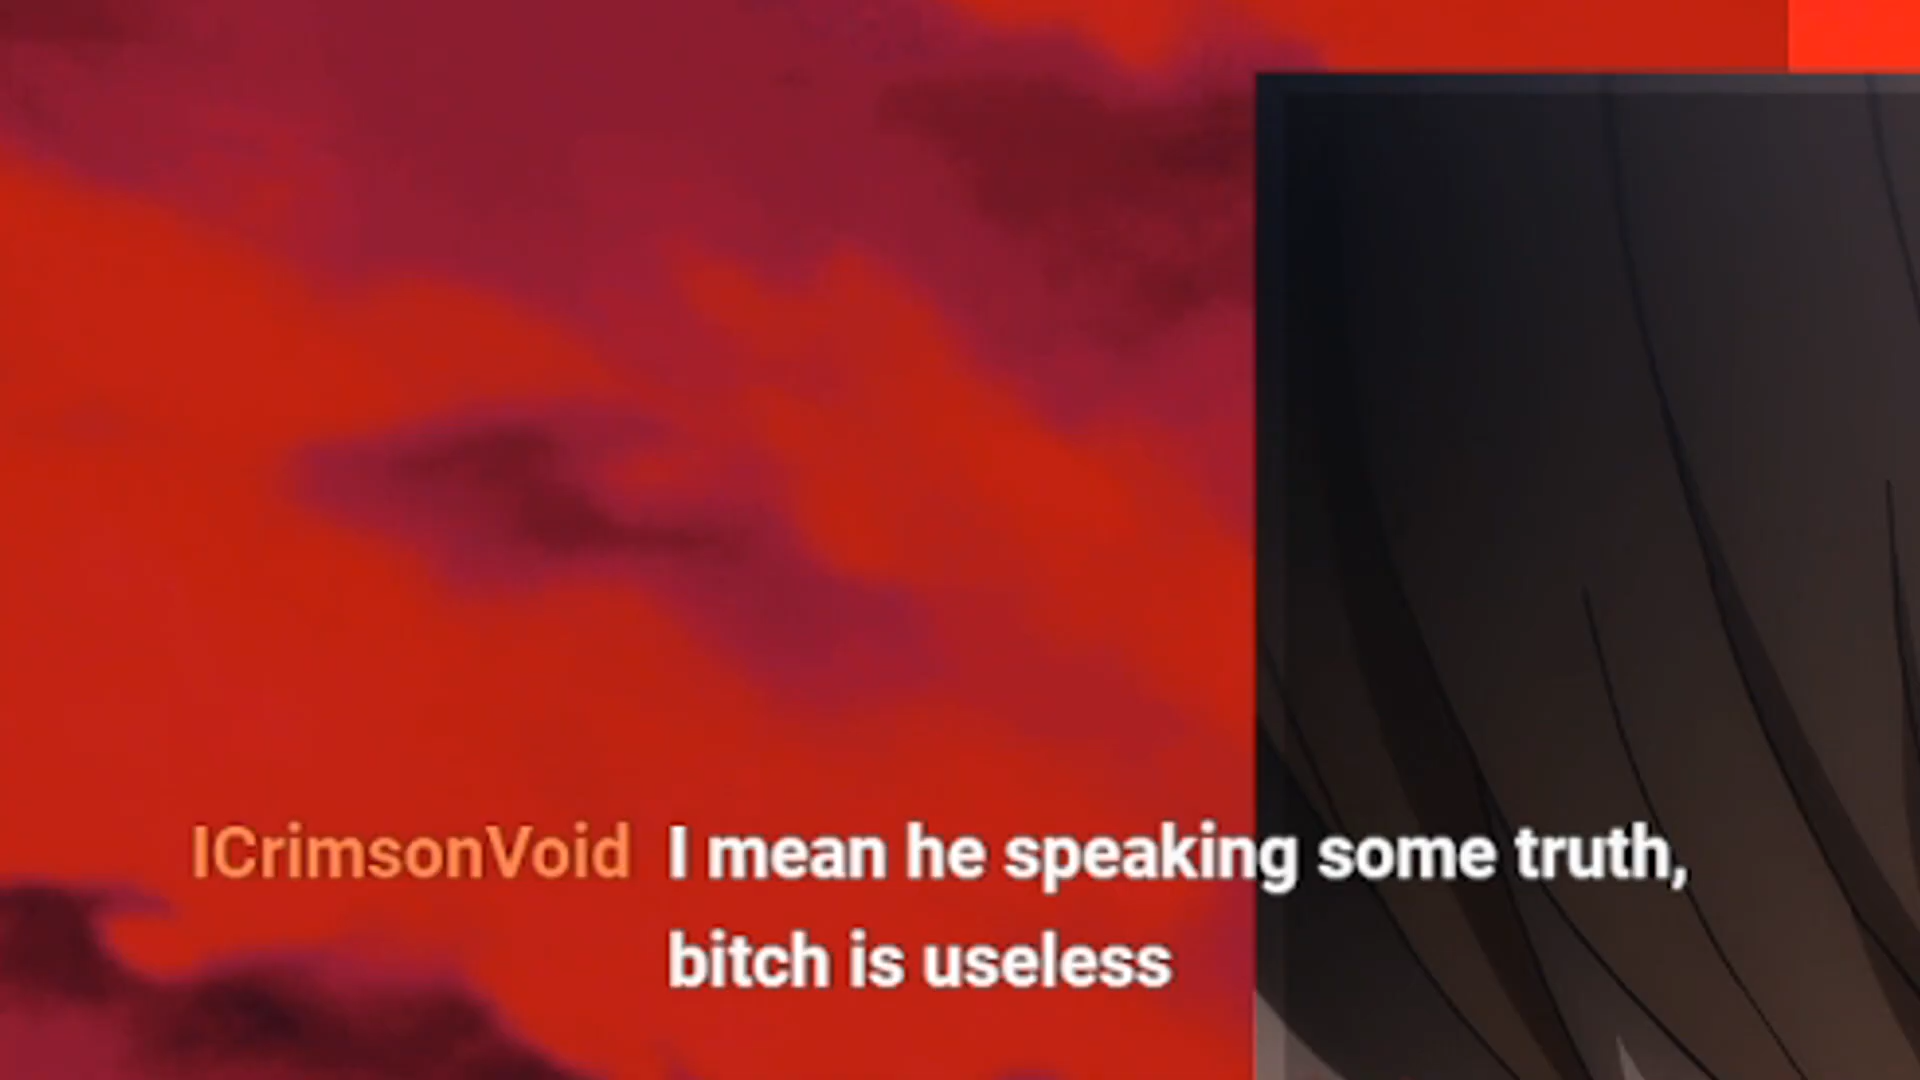 ICrimsonVoid I mean he speaking some truth,
bitch is useless